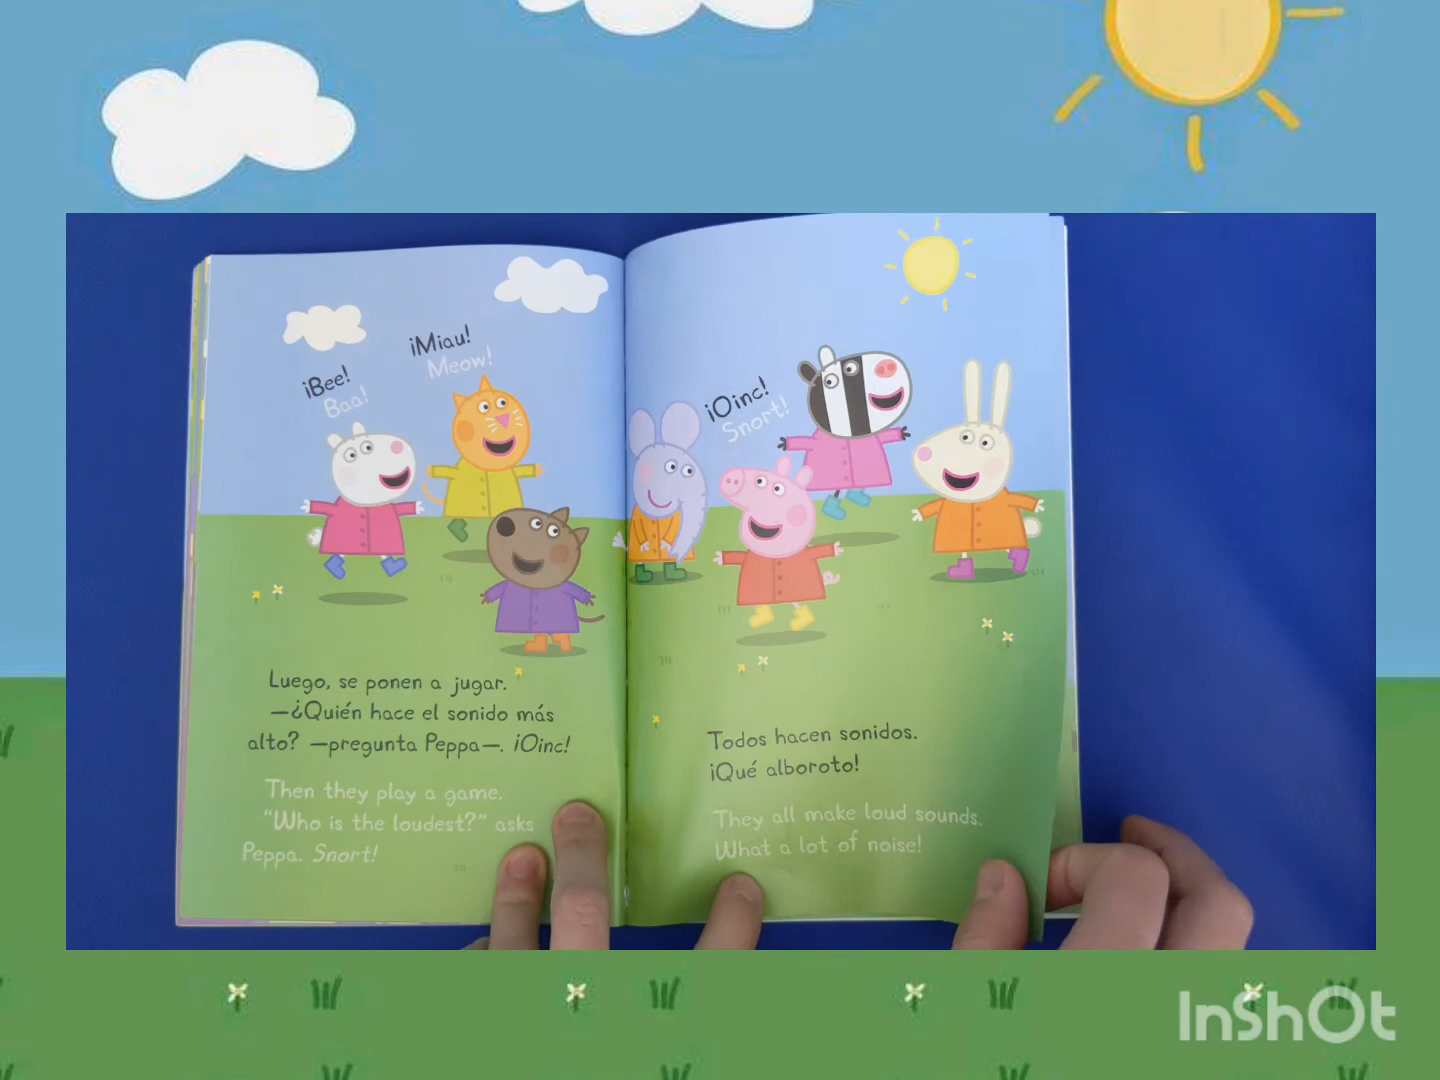 ¡Bee!
Baa!
¡Miau!
Meow!
Luego, se ponen a jugar.
—¿Quién hace el sonido más
alto? —pregunta Peppa—. ¡Oinc!
Then they play a game.
"Who is the loudest?" asks
Peppa. Snort!
¡Oinc!
Snort!
Todos hacen sonidos.
¡Qué alboroto!
They all make loud sounds.
What a lot of noise!
InShOt